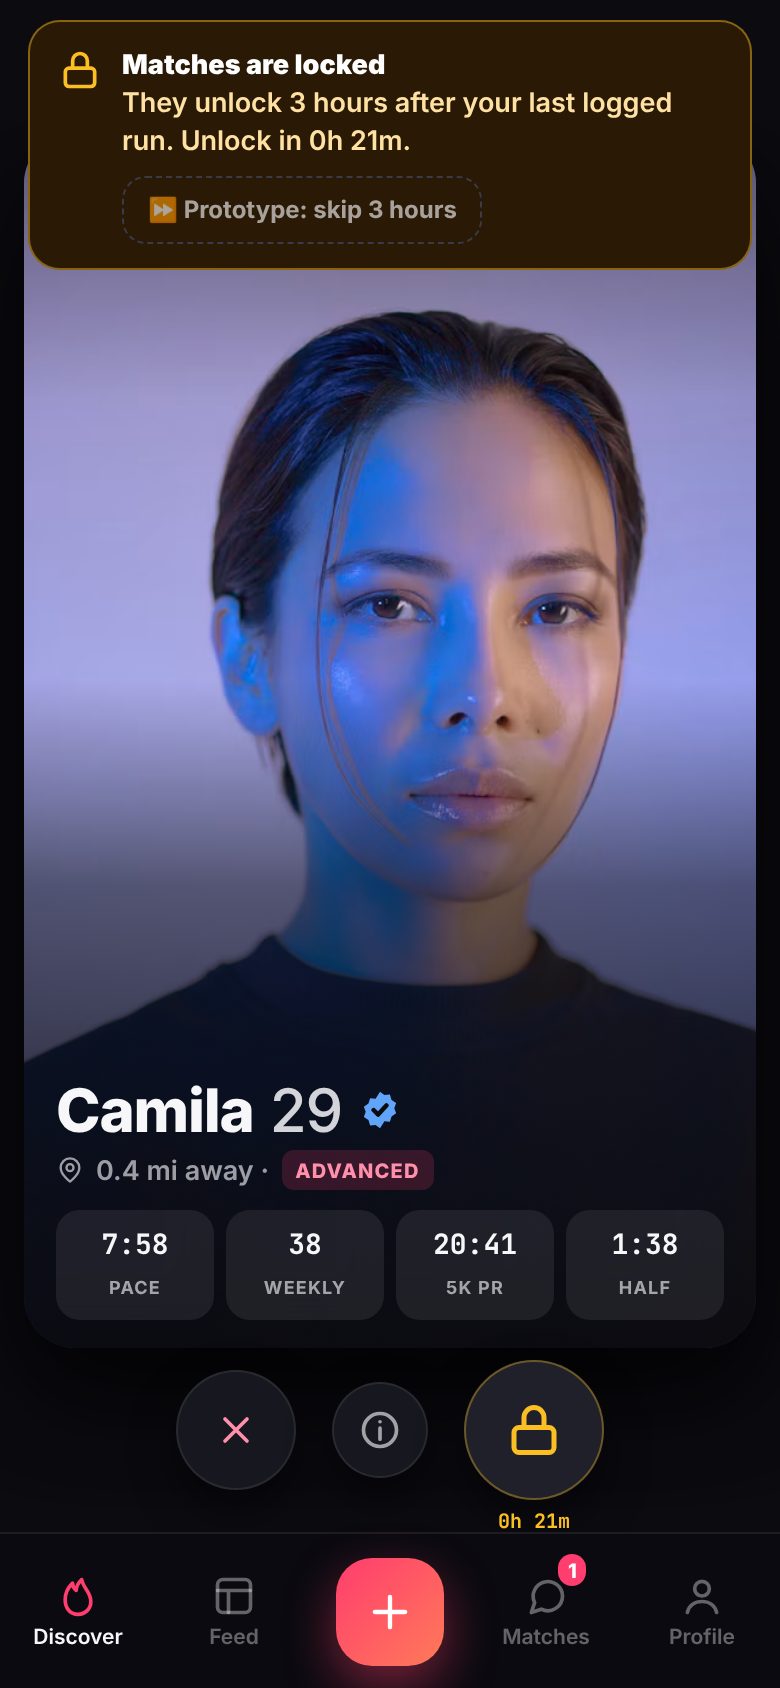 Matches are locked
They unlock 3 hours after your last logged
run. Unlock in 0h 21m.
⏩ Prototype: skip 3 hours
Camila 29
0.4 mi away · ADVANCED
7:58 38 20:41 1:38
PACE WEEKLY 5K PR HALF
0h 21m
1
Discover Feed Matches Profile